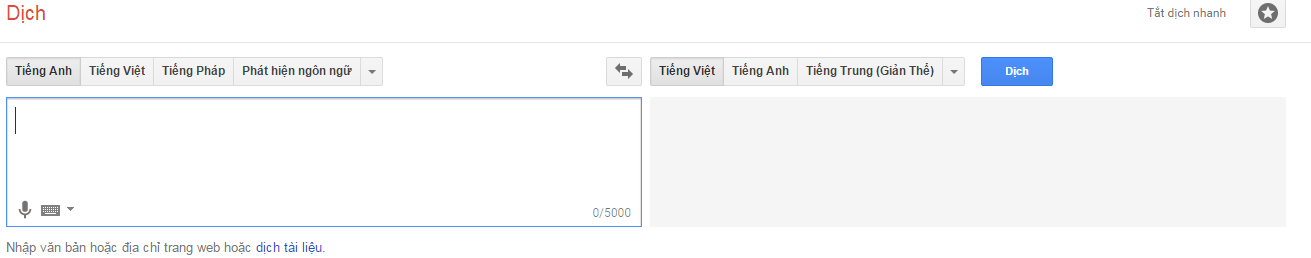 Dịch
Tắt dịch nhanh
Tiếng Anh Tiếng Việt Tiếng Pháp Phát hiện ngôn ngữ
Tiếng Việt Tiếng Anh Tiếng Trung (Giản Thể) Dịch
0/5000
Nhập văn bản hoặc địa chỉ trang web hoặc dịch tài liệu.